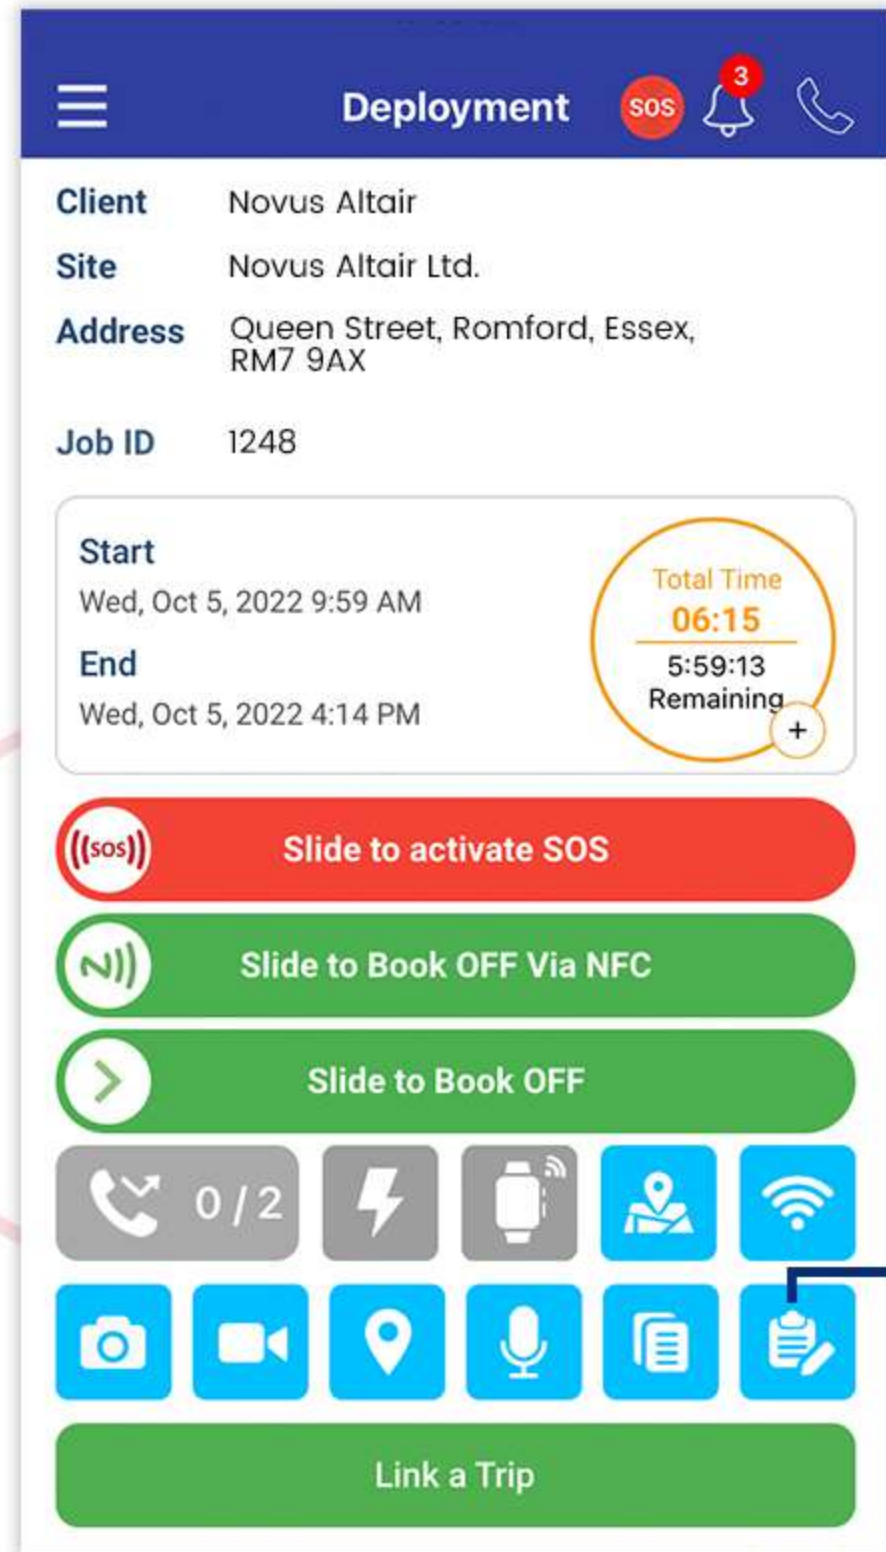 Deployment SOS 3
Client Novus Altair
Site Novus Altair Ltd.
Address Queen Street, Romford, Essex,
RM7 9AX
Job ID 1248
Start
Wed, Oct 5, 2022 9:59 AM
End
Wed, Oct 5, 2022 4:14 PM
Total Time
06:15
5:59:13
Remaining
+
((SOS)) Slide to activate SOS
N))) Slide to Book OFF Via NFC
> Slide to Book OFF
0 / 2
Link a Trip